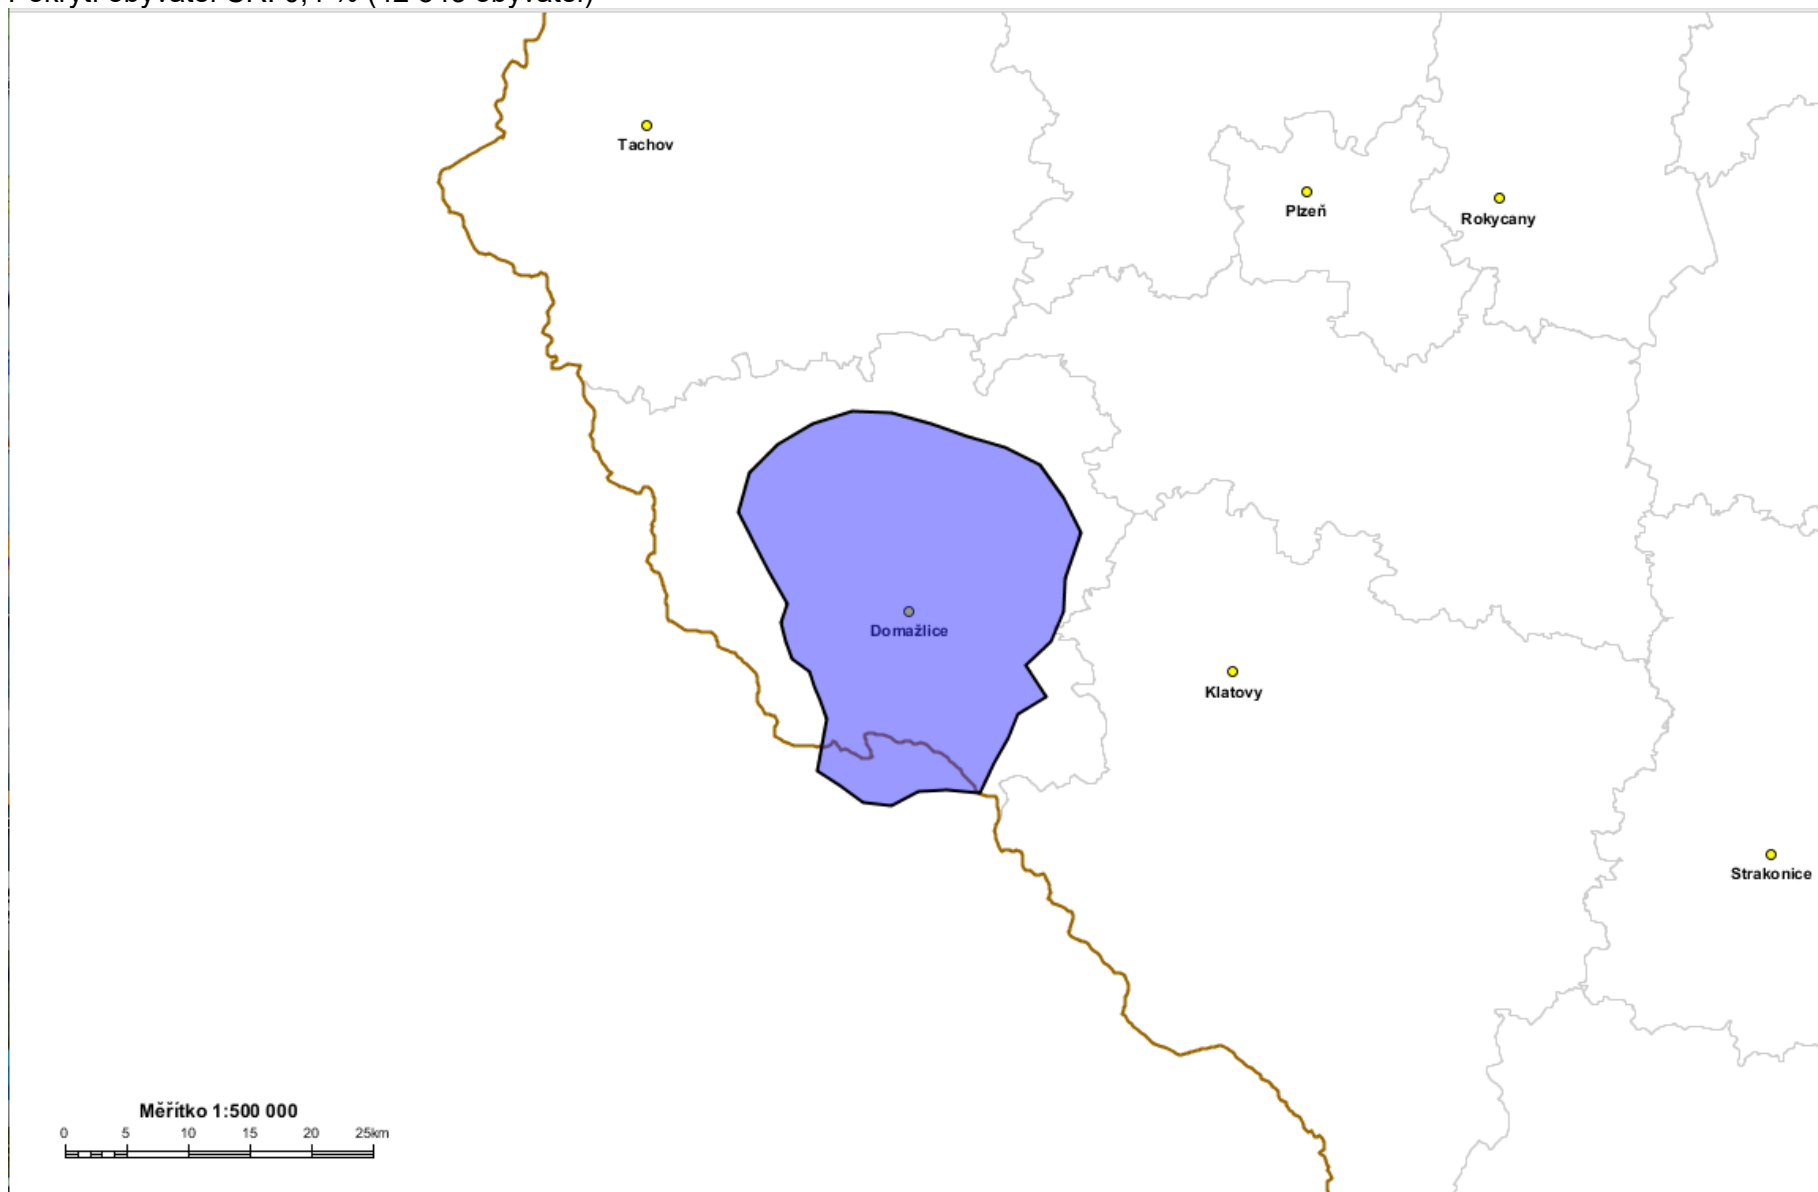 Tachov
Plzeň
Rokycany
Domažlice
Klatovy
Strakonice
Měřítko 1:500 000
0 5 10 15 20 25km